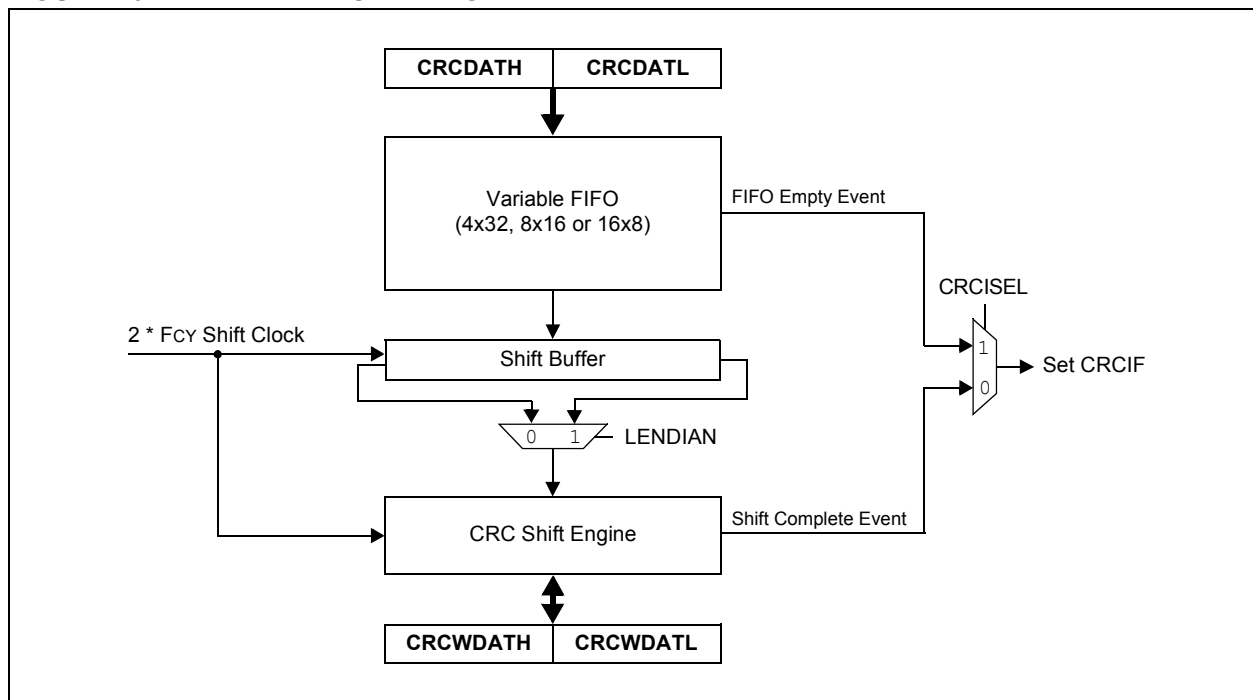 CRCDATH CRCDATL
Variable FIFO
(4x32, 8x16 or 16x8)
FIFO Empty Event
CRCISEL
2 * FCY Shift Clock
Shift Buffer
1
Set CRCIF
0
0 1
LENDIAN
CRC Shift Engine
Shift Complete Event
CRCWDATH CRCWDATL